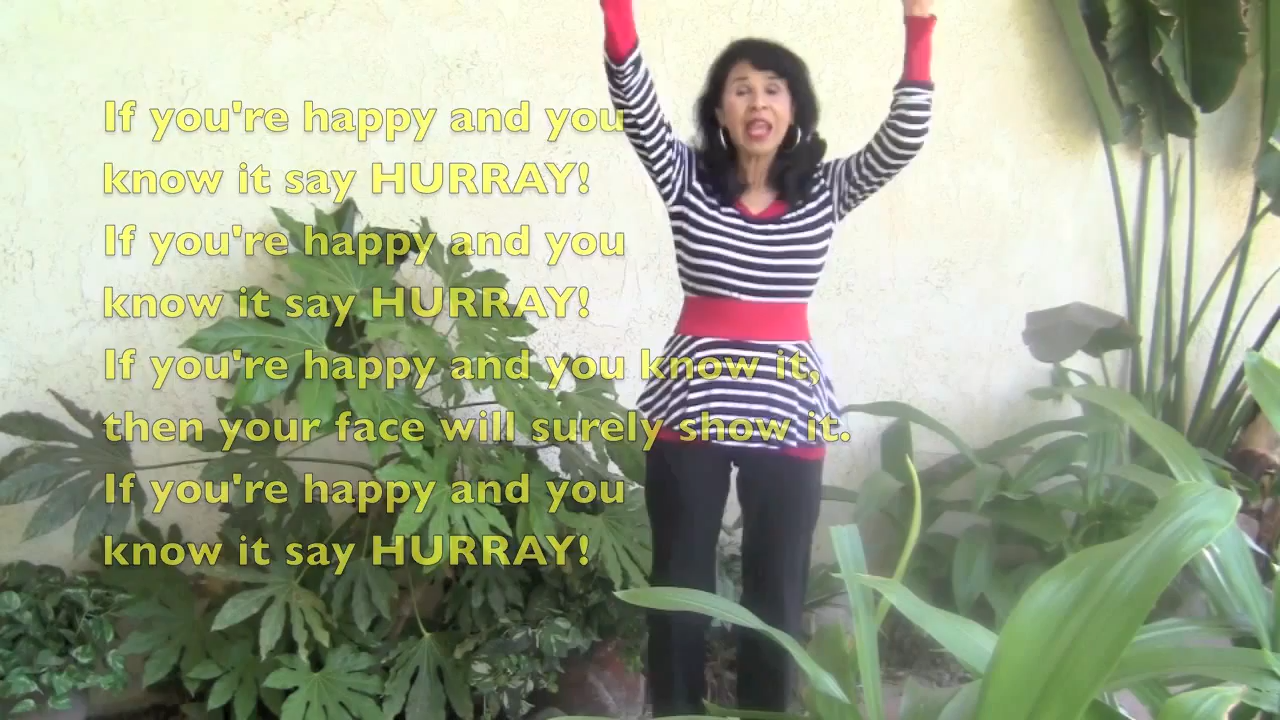 If you're happy and you
know it say HURRAY!
If you're happy and you
know it say HURRAY!
If you're happy and you know it,
then your face will surely show it.
If you're happy and you
know it say HURRAY!